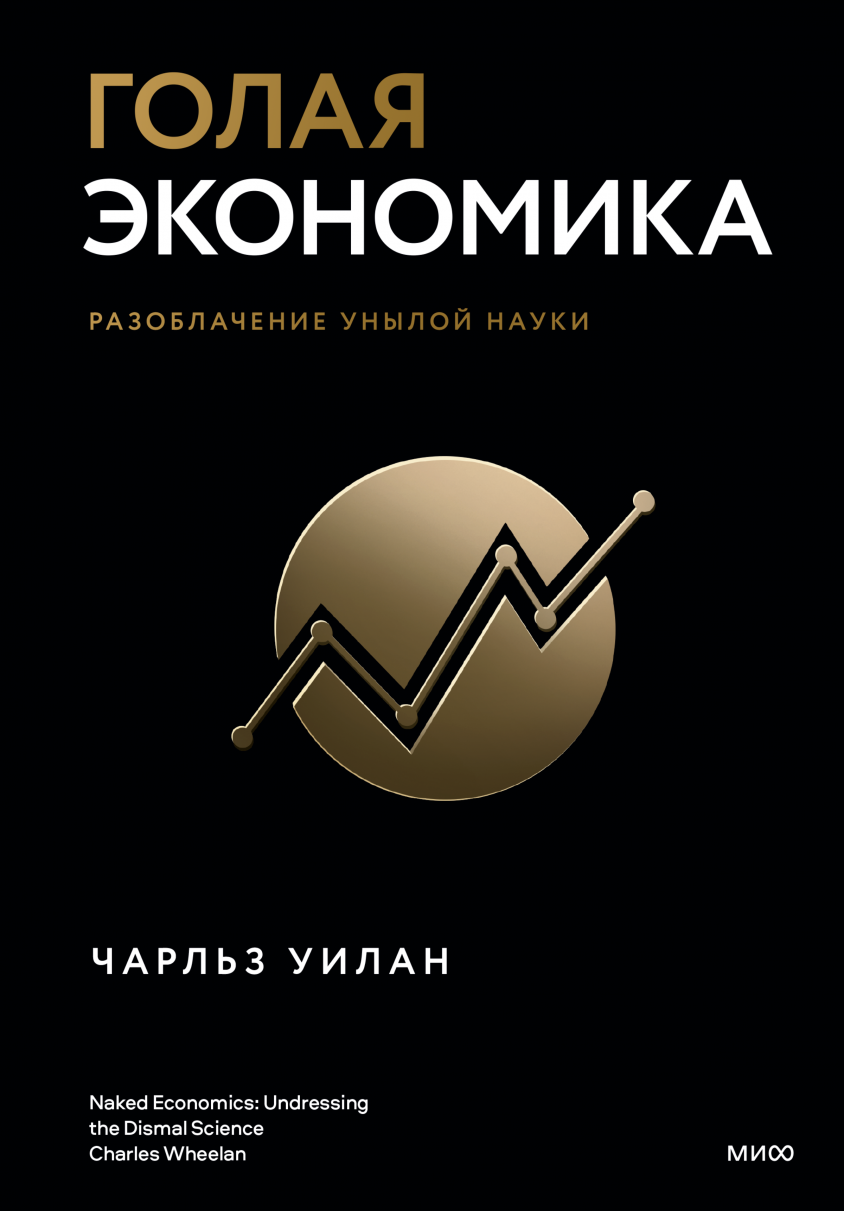 ГОЛАЯ
ЭКОНОМИКА
РАЗОБЛАЧЕНИЕ УНЫЛОЙ НАУКИ
ЧАРЛЬЗ УИЛАН
Naked Economics: Undressing
the Dismal Science
Charles Wheelan
МИФ